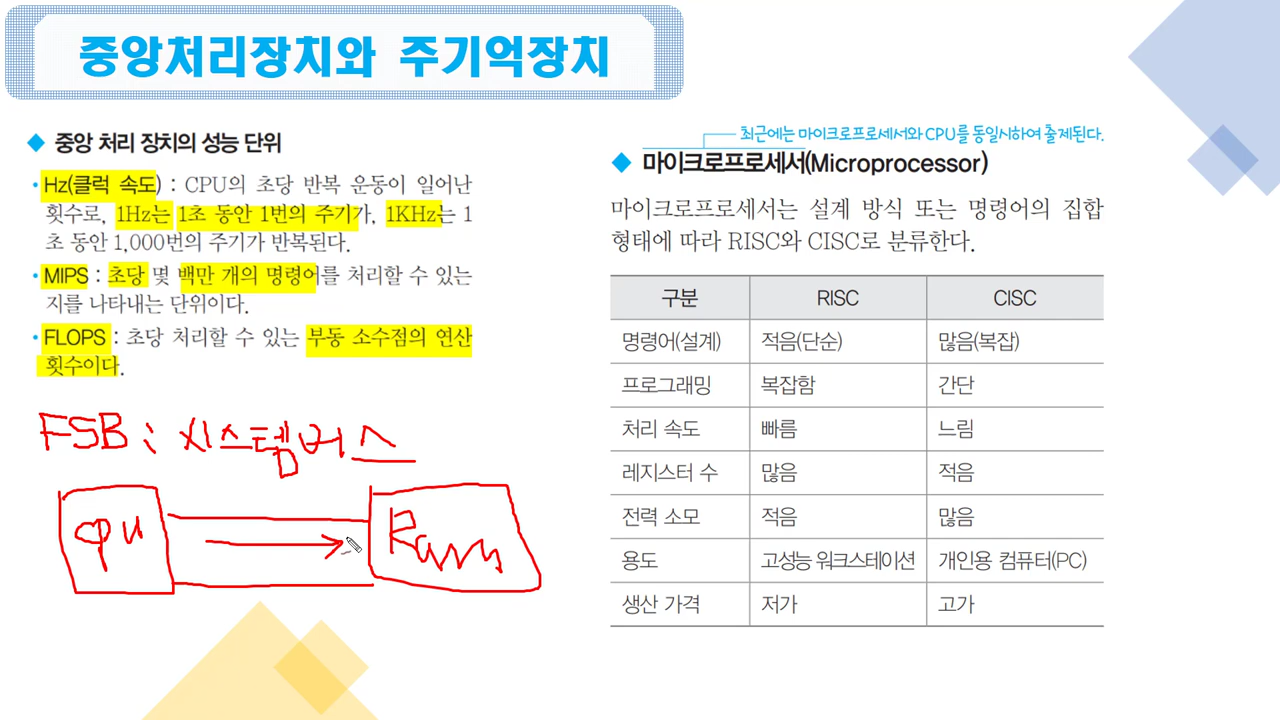 중앙처리장치와 주기억장치
◆ 중앙 처리 장치의 성능 단위
• Hz(클럭 속도) : CPU의 초당 반복 운동이 일어난
횟수로, 1Hz는 1초 동안 1번의 주기가, 1KHz는 1
초 동안 1,000번의 주기가 반복된다.
• MIPS : 초당 몇 백만 개의 명령어를 처리할 수 있는
지를 나타내는 단위이다.
• FLOPS : 초당 처리할 수 있는 부동 소수점의 연산
횟수이다.
FSB : 시스템버스
cpu
Ram
최근에는 마이크로프로세서와 CPU를 동일시하여 출제된다.
◆ 마이크로프로세서(Microprocessor)
마이크로프로세서는 설계 방식 또는 명령어의 집합
형태에 따라 RISC와 CISC로 분류한다.
구분 RISC CISC
명령어(설계) 적음(단순) 많음(복잡)
프로그래밍 복잡함 간단
처리 속도 빠름 느림
레지스터 수 많음 적음
전력 소모 적음 많음
용도 고성능 워크스테이션 개인용 컴퓨터(PC)
생산 가격 저가 고가